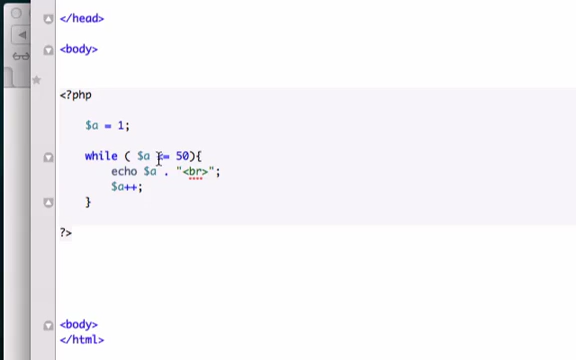 </head>
<body>
<?php
$a = 1;
while ( $a <= 50){
echo $a . "<br>";
$a++;
}
?>
<body>
</html>